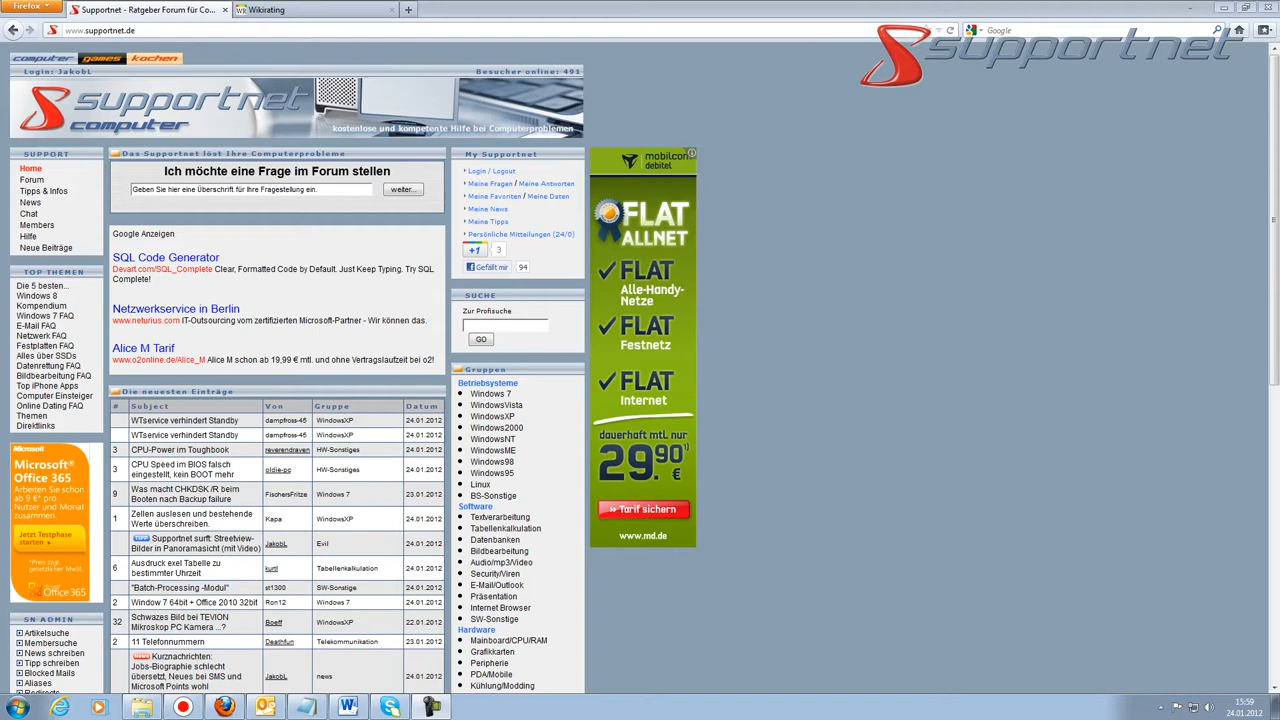 Firefox
Supportnet - Ratgeber Forum für Co...
Wikirating
www.supportnet.de
Google
supportnet
computer
games
kochen
Login: JakobL
Besucher online: 491
supportnet
computer
kostenlose und kompetente Hilfe bei Computerproblemen
SUPPORT
Home
Forum
Tipps & Infos
News
Chat
Members
Hilfe
Neue Beiträge
TOP THEMEN
Die 5 besten...
Windows 8
Kompendium
Windows 7 FAQ
E-Mail FAQ
Netzwerk FAQ
Festplatten FAQ
Alles über SSDs
Datenrettung FAQ
Bildbearbeitung FAQ
Top iPhone Apps
Computer Einsteiger
Online Dating FAQ
Themen
Direktlinks
Microsoft
Microsoft®
Office 365
Arbeiten Sie schon
ab 9 €* pro
Nutzer und Monat
zusammen.
Jetzt Testphase
starten
*Preis zzgl.
gesetzlicher MwSt.
Office 365
SN ADMIN
Artikelsuche
Membersuche
News schreiben
Tipp schreiben
Blocked Mails
Aliases
Redirects
Das Supportnet löst Ihre Computerprobleme
Ich möchte eine Frage im Forum stellen
Geben Sie hier eine Überschrift für Ihre Fragestellung ein.
weiter...
Google Anzeigen
SQL Code Generator
Devart.com/SQL_Complete Clear, Formatted Code by Default. Just Keep Typing. Try SQL
Complete!
Netzwerkservice in Berlin
www.neturius.com IT-Outsourcing vom zertifizierten Microsoft-Partner - Wir können das.
Alice M Tarif
www.o2online.de/Alice_M Alice M schon ab 19,99 € mtl. und ohne Vertragslaufzeit bei o2!
Die neuesten Einträge
# Subject Von Gruppe Datum
WTservice verhindert Standby dampfross-45 WindowsXP 24.01.2012
WTservice verhindert Standby dampfross-45 WindowsXP 24.01.2012
3 CPU-Power im Toughbook reverendraven HW-Sonstiges 24.01.2012
3 CPU Speed im BIOS falsch
eingestellt, kein BOOT mehr oldie-pc HW-Sonstiges 24.01.2012
9 Was macht CHKDSK /R beim
Booten nach Backup failure FischersFritze Windows 7 23.01.2012
1 Zellen auslesen und bestehende
Werte überschreiben. Kapa WindowsXP 24.01.2012
TIPP Supportnet surft: Streetview-
Bilder in Panoramasicht (mit Video) JakobL Evil 24.01.2012
6 Ausdruck exel Tabelle zu
bestimmter Uhrzeit kurtl Tabellenkalkulation 24.01.2012
"Batch-Processing -Modul" st1300 SW-Sonstige 24.01.2012
2 Window 7 64bit + Office 2010 32bit Ron12 Windows 7 24.01.2012
32 Schwazes Bild bei TEVION
Mikroskop PC Kamera ...? Boeff WindowsXP 22.01.2012
2 11 Telefonnummern Deathfun Telekommunikation 23.01.2012
News Kurznachrichten:
Jobs-Biographie schlecht
übersetzt, Neues bei SMS und
Microsoft Points wohl JakobL news 24.01.2012
My Supportnet
Login / Logout
Meine Fragen / Meine Antworten
Meine Favoriten / Meine Daten
Meine News
Meine Tipps
Persönliche Mitteilungen (24/0)
+1 3
Gefällt mir 94
SUCHE
Zur Profisuche
GO
Gruppen
Betriebsysteme
Windows 7
WindowsVista
WindowsXP
Windows2000
WindowsNT
WindowsME
Windows98
Windows95
Linux
BS-Sonstige
Software
Textverarbeitung
Tabellenkalkulation
Datenbanken
Bildbearbeitung
Audio/mp3/Video
Security/Viren
E-Mail/Outlook
Präsentation
Internet Browser
SW-Sonstige
Hardware
Mainboard/CPU/RAM
Grafikkarten
Peripherie
PDA/Mobile
Kühlung/Modding
mobilcom
debitel
FLAT
ALLNET
FLAT
Alle-Handy-
Netze
FLAT
Festnetz
FLAT
Internet
dauerhaft mtl. nur
29.90 1)
€
» Tarif sichern
www.md.de
15:59
24.01.2012